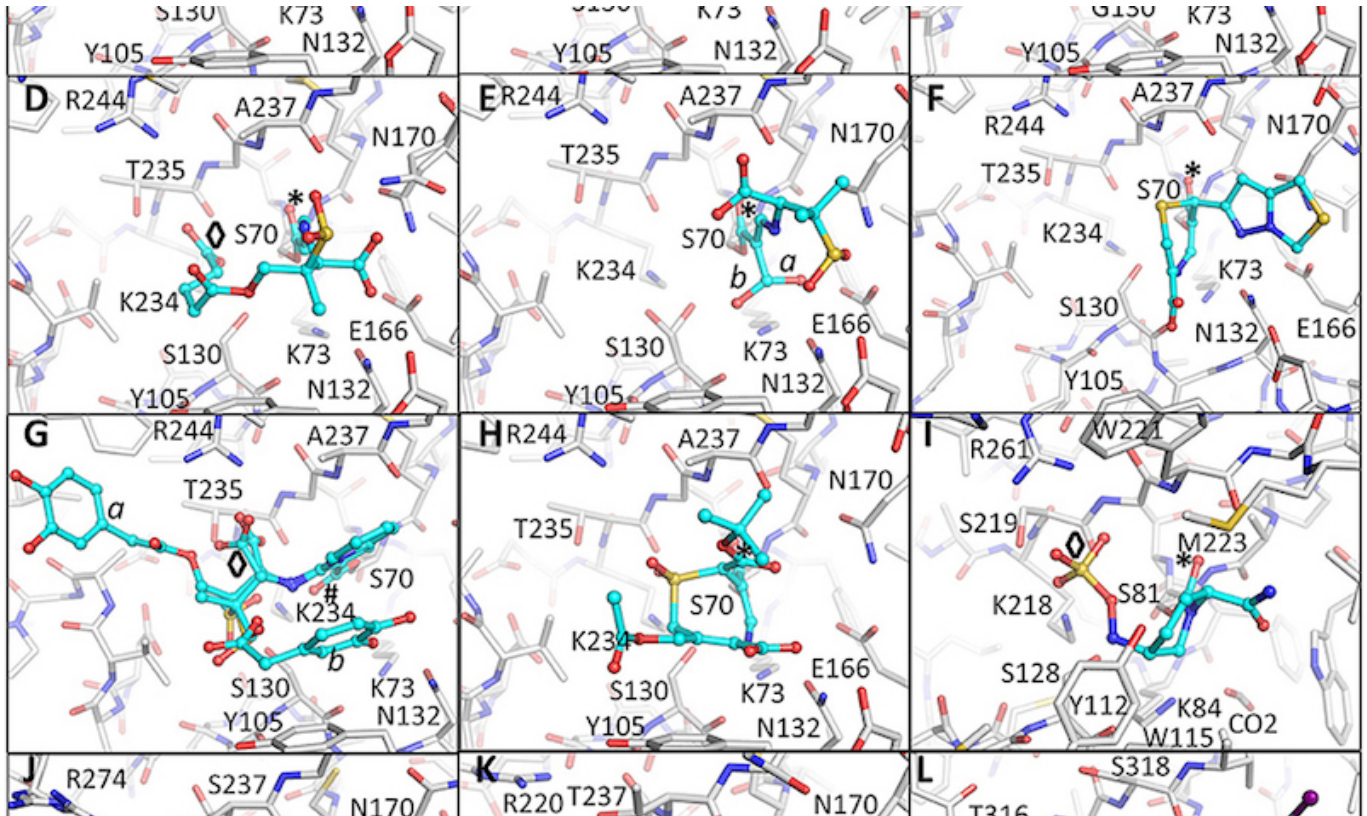 S130 K73
Y105 N132
S130 K73
Y105 N132
G130 K73
Y105 N132
D R244 A237
N170
T235
* S70
K234
E166
S130 K73
N132
Y105
E R244 A237
N170
T235
*
S70
K234 b a
E166
S130
K73
N132
Y105
F A237
R244 N170
T235 *
S70
K234
K73
S130
N132 E166
Y105
G R244 A237
a T235
S70
#
K234
b
S130 K73
Y105 N132
H R244 A237
N170
T235
*
S70
K234
E166
S130 K73
Y105 N132
I W221
R261
S219
M223
*
K218 S81
S128
Y112 K84 CO2
W115
J R274 S237
N170
K R220 T237
N170
L S318
T316